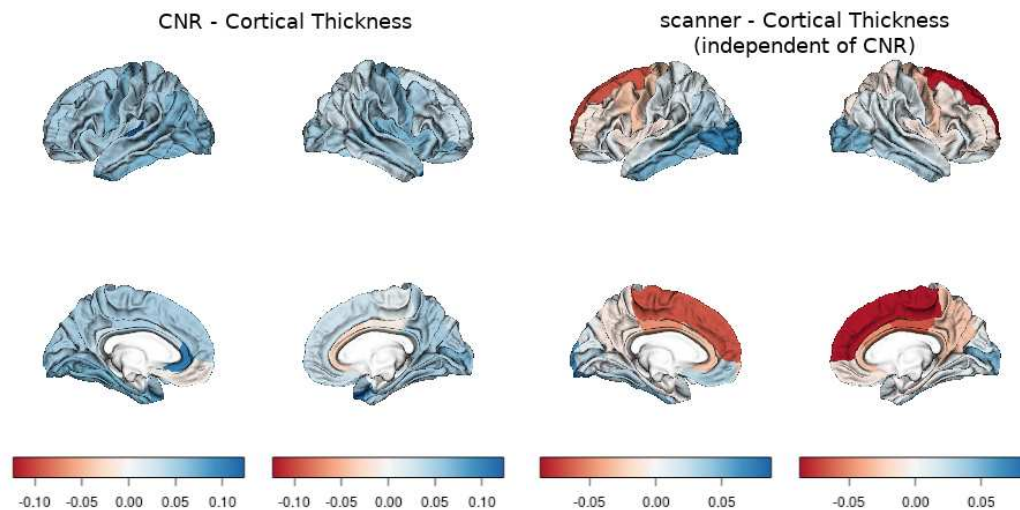 CNR - Cortical Thickness
scanner - Cortical Thickness
(independent of CNR)
-0.10 -0.05 0.00 0.05 0.10
-0.10 -0.05 0.00 0.05 0.10
-0.05 0.00 0.05
-0.05 0.00 0.05